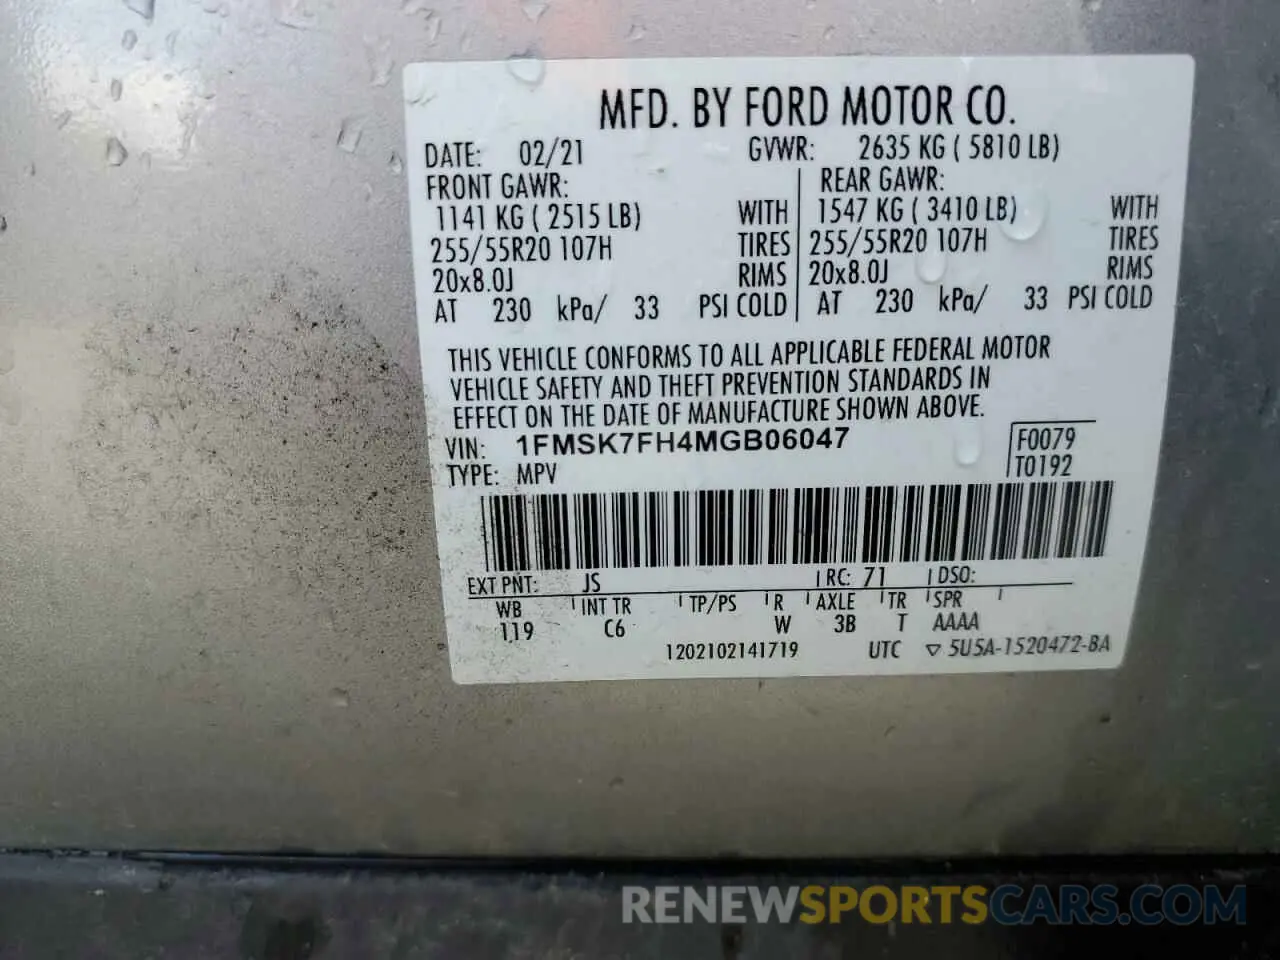 MFD. BY FORD MOTOR CO.
DATE: 02/21 GVWR: 2635 KG ( 5810 LB)
FRONT GAWR: REAR GAWR:
1141 KG ( 2515 LB) WITH 1547 KG ( 3410 LB) WITH
255/55R20 107H TIRES 255/55R20 107H TIRES
20x8.0J RIMS 20x8.0J RIMS
AT 230 kPa/ 33 PSI COLD AT 230 kPa/ 33 PSI COLD
THIS VEHICLE CONFORMS TO ALL APPLICABLE FEDERAL MOTOR
VEHICLE SAFETY AND THEFT PREVENTION STANDARDS IN
EFFECT ON THE DATE OF MANUFACTURE SHOWN ABOVE.
VIN: 1FMSK7FH4MGB06047 F0079
TYPE: MPV T0192
EXT PNT: JS RC: 71 DSO:
WB INT TR TP/PS R AXLE TR SPR
119 C6 W 3B T AAAA
1202102141719 UTC ▽ 5U5A-1520472-BA
RENEWSPORTSCARS.COM